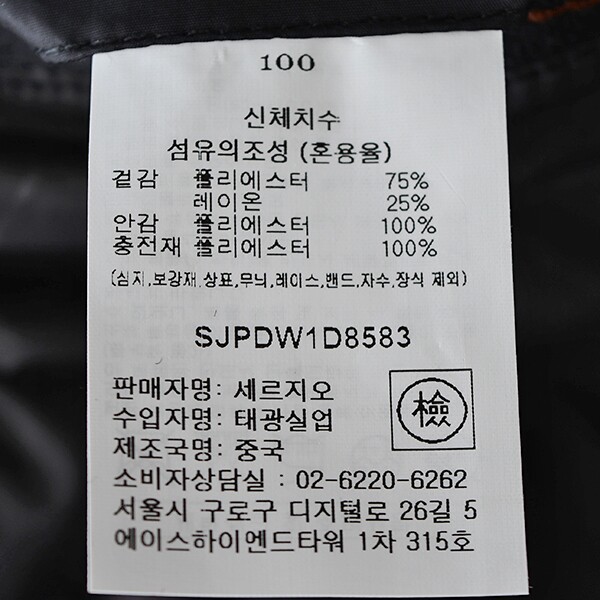 100
신체치수
섬유의조성 (혼용율)
겉감 폴리에스터 75%
레이온 25%
안감 폴리에스터 100%
충전재 폴리에스터 100%
(심지,보강재,상표,무늬,레이스,밴드,자수,장식 제외)
SJPDW1D8583
판매자명: 세르지오
수입자명: 태광실업
檢
제조국명: 중국
소비자상담실 : 02-6220-6262
서울시 구로구 디지털로 26길 5
에이스하이엔드타워 1차 315호